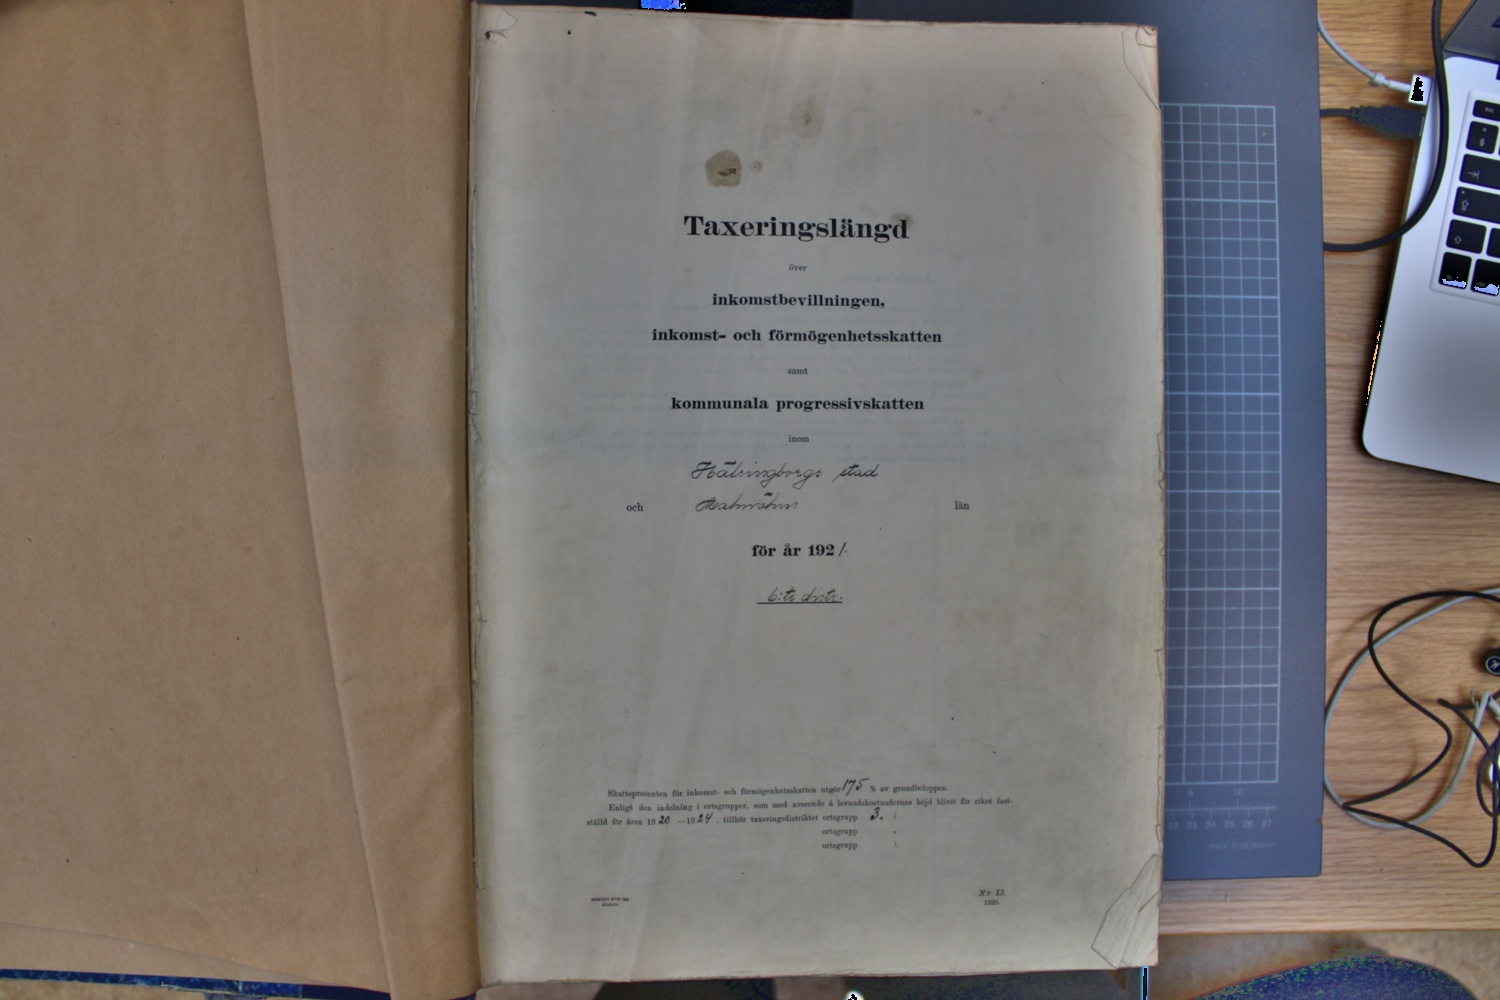 Taxeringslängd
över
inkomstbevillningen,
inkomst- och förmögenhetsskatten
samt
kommunala progressivskatten
inom
Hälsingborgs stad
och Malmöhus län
för år 1921.
6:te distr.
Skatteprocenten för inkomst- och förmögenhetsskatten utgör 175 % av grundbeloppen.
Enligt den indelning i ortsgrupper, som med avseende å levnadskostnadernas höjd blivit för riket fast-
ställd för åren 1920 —1924, tillhör taxeringsdistriktet ortsgrupp 3.
ortsgrupp
ortsgrupp
N:r 13.
1920.